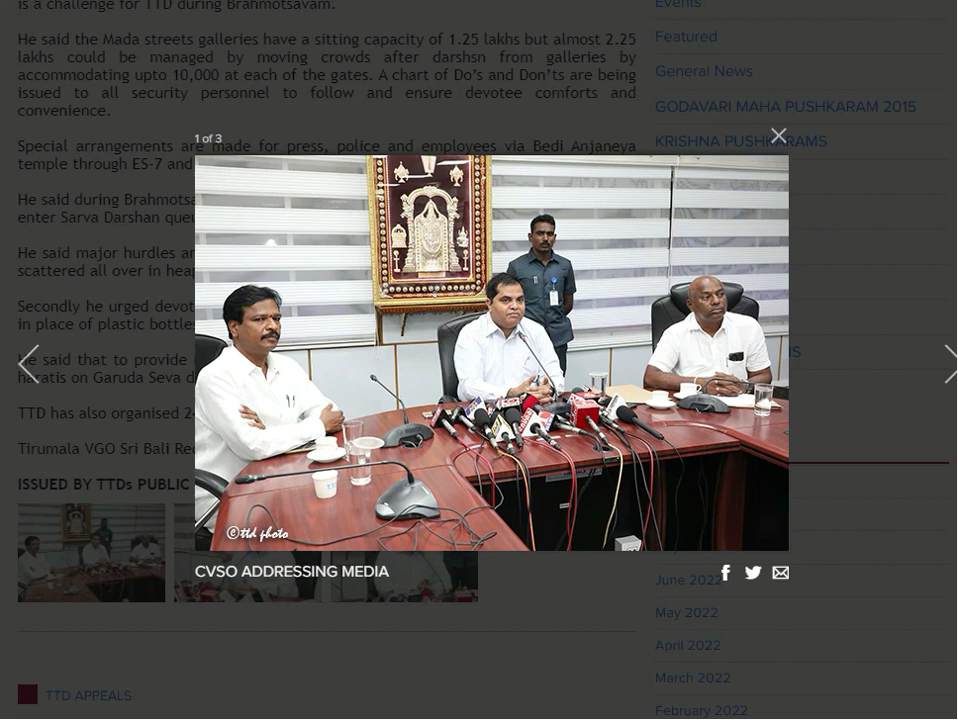 is a challenge for TTD during Brahmotsavam.
He said the Mada streets galleries have a sitting capacity of 1.25 lakhs but almost 2.25
lakhs could be managed by moving crowds after darshsn from galleries by
accommodating upto 10,000 at each of the gates. A chart of Do's and Don'ts are being
issued to all security personnel to follow and ensure devotee comforts and
convenience.
Special arrangements are made for press, police and employees via Bedi Anjaneya
temple through ES-7 and
He said during Brahmotsa
enter Sarva Darshan queu
He said major hurdles ar
scattered all over in heap
Secondly he urged devot
in place of plastic bottles
He said that to provide
haratis on Garuda Seva d
TTD has also organised 24
Tirumala VGO Sri Bali Red
ISSUED BY TTDs PUBLIC
1 of 3
©ttd photo
CVSO ADDRESSING MEDIA
TTD APPEALS
Events
Featured
General News
GODAVARI MAHA PUSHKARAM 2015
KRISHNA PUSHKARAMS
June 2022
May 2022
April 2022
March 2022
February 2022